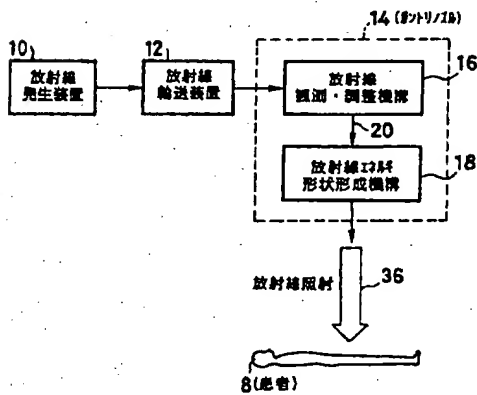 10
放射線
発生装置
12
放射線
輸送装置
14(ガントリノズル)
放射線
観測・調整機構
16
20
放射線エネルギ
形状形成機構
18
放射線照射
36
8(患者)